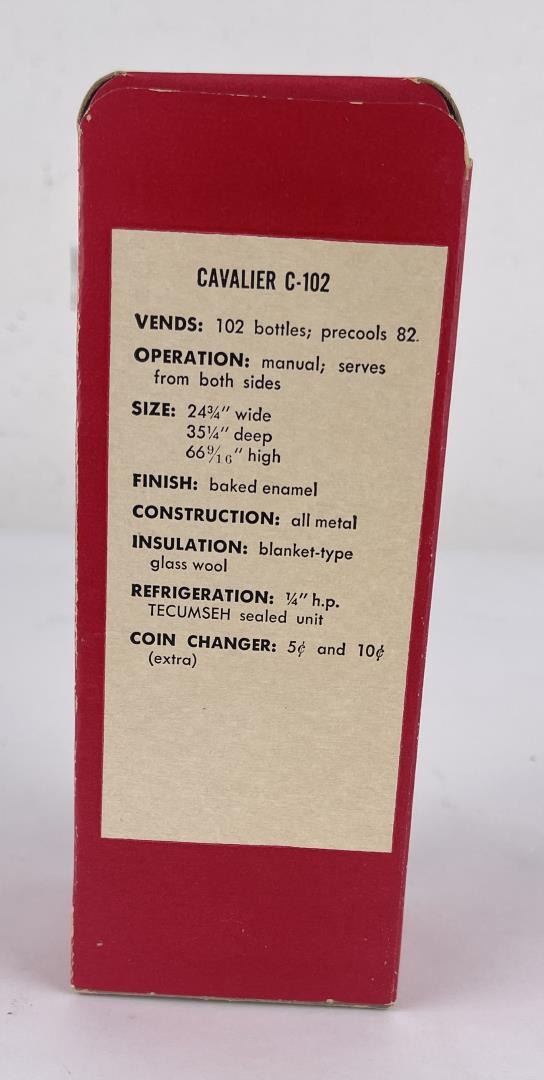 CAVALIER C-102
VENDS: 102 bottles; precools 82.
OPERATION: manual; serves
from both sides
SIZE: 24¾" wide
35¼" deep
66 9/16" high
FINISH: baked enamel
CONSTRUCTION: all metal
INSULATION: blanket-type
glass wool
REFRIGERATION: ¼" h.p.
TECUMSEH sealed unit
COIN CHANGER: 5¢ and 10¢
(extra)